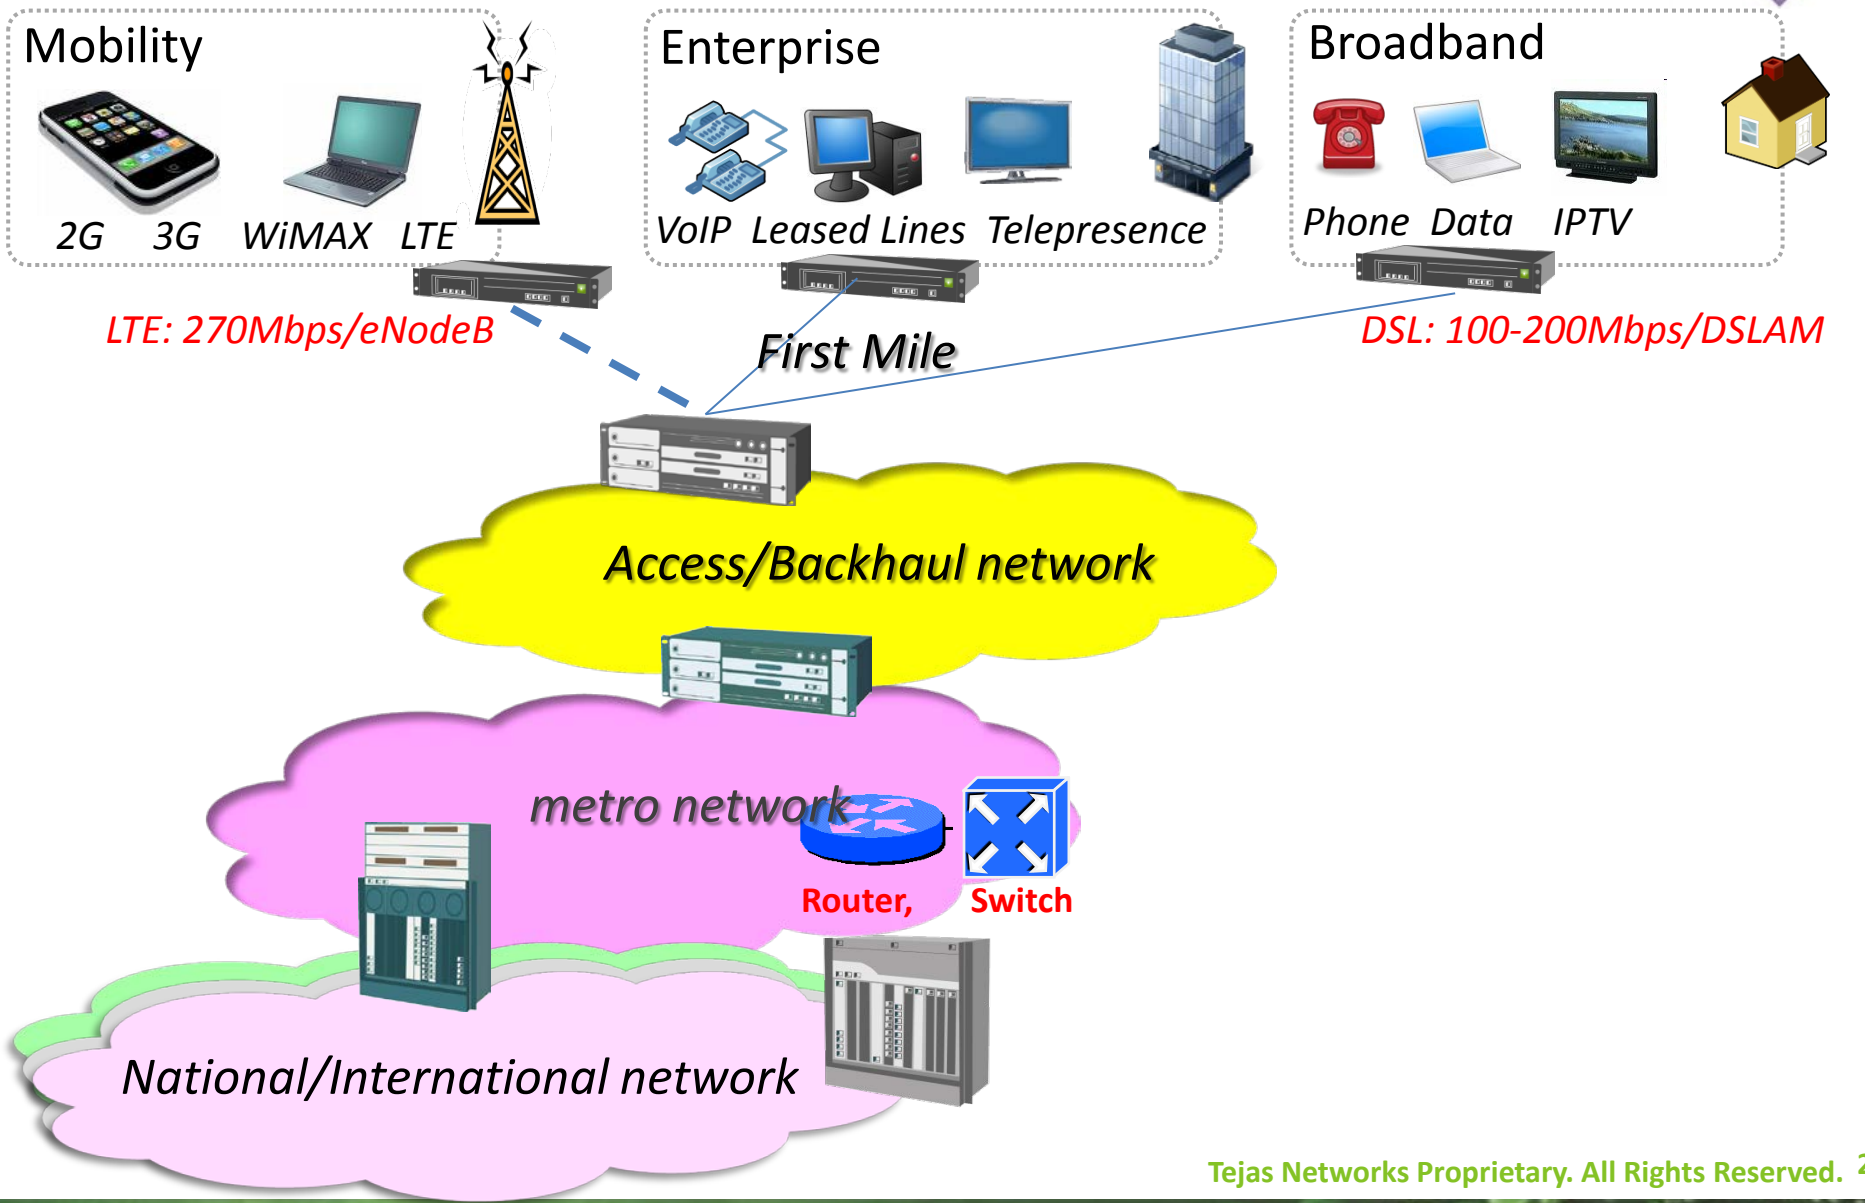 Mobility
Enterprise
Broadband
2G 3G WiMAX LTE
VoIP Leased Lines Telepresence
Phone Data IPTV
LTE: 270Mbps/eNodeB
First Mile
DSL: 100-200Mbps/DSLAM
Access/Backhaul network
metro network
Router, Switch
National/International network
Tejas Networks Proprietary. All Rights Reserved.